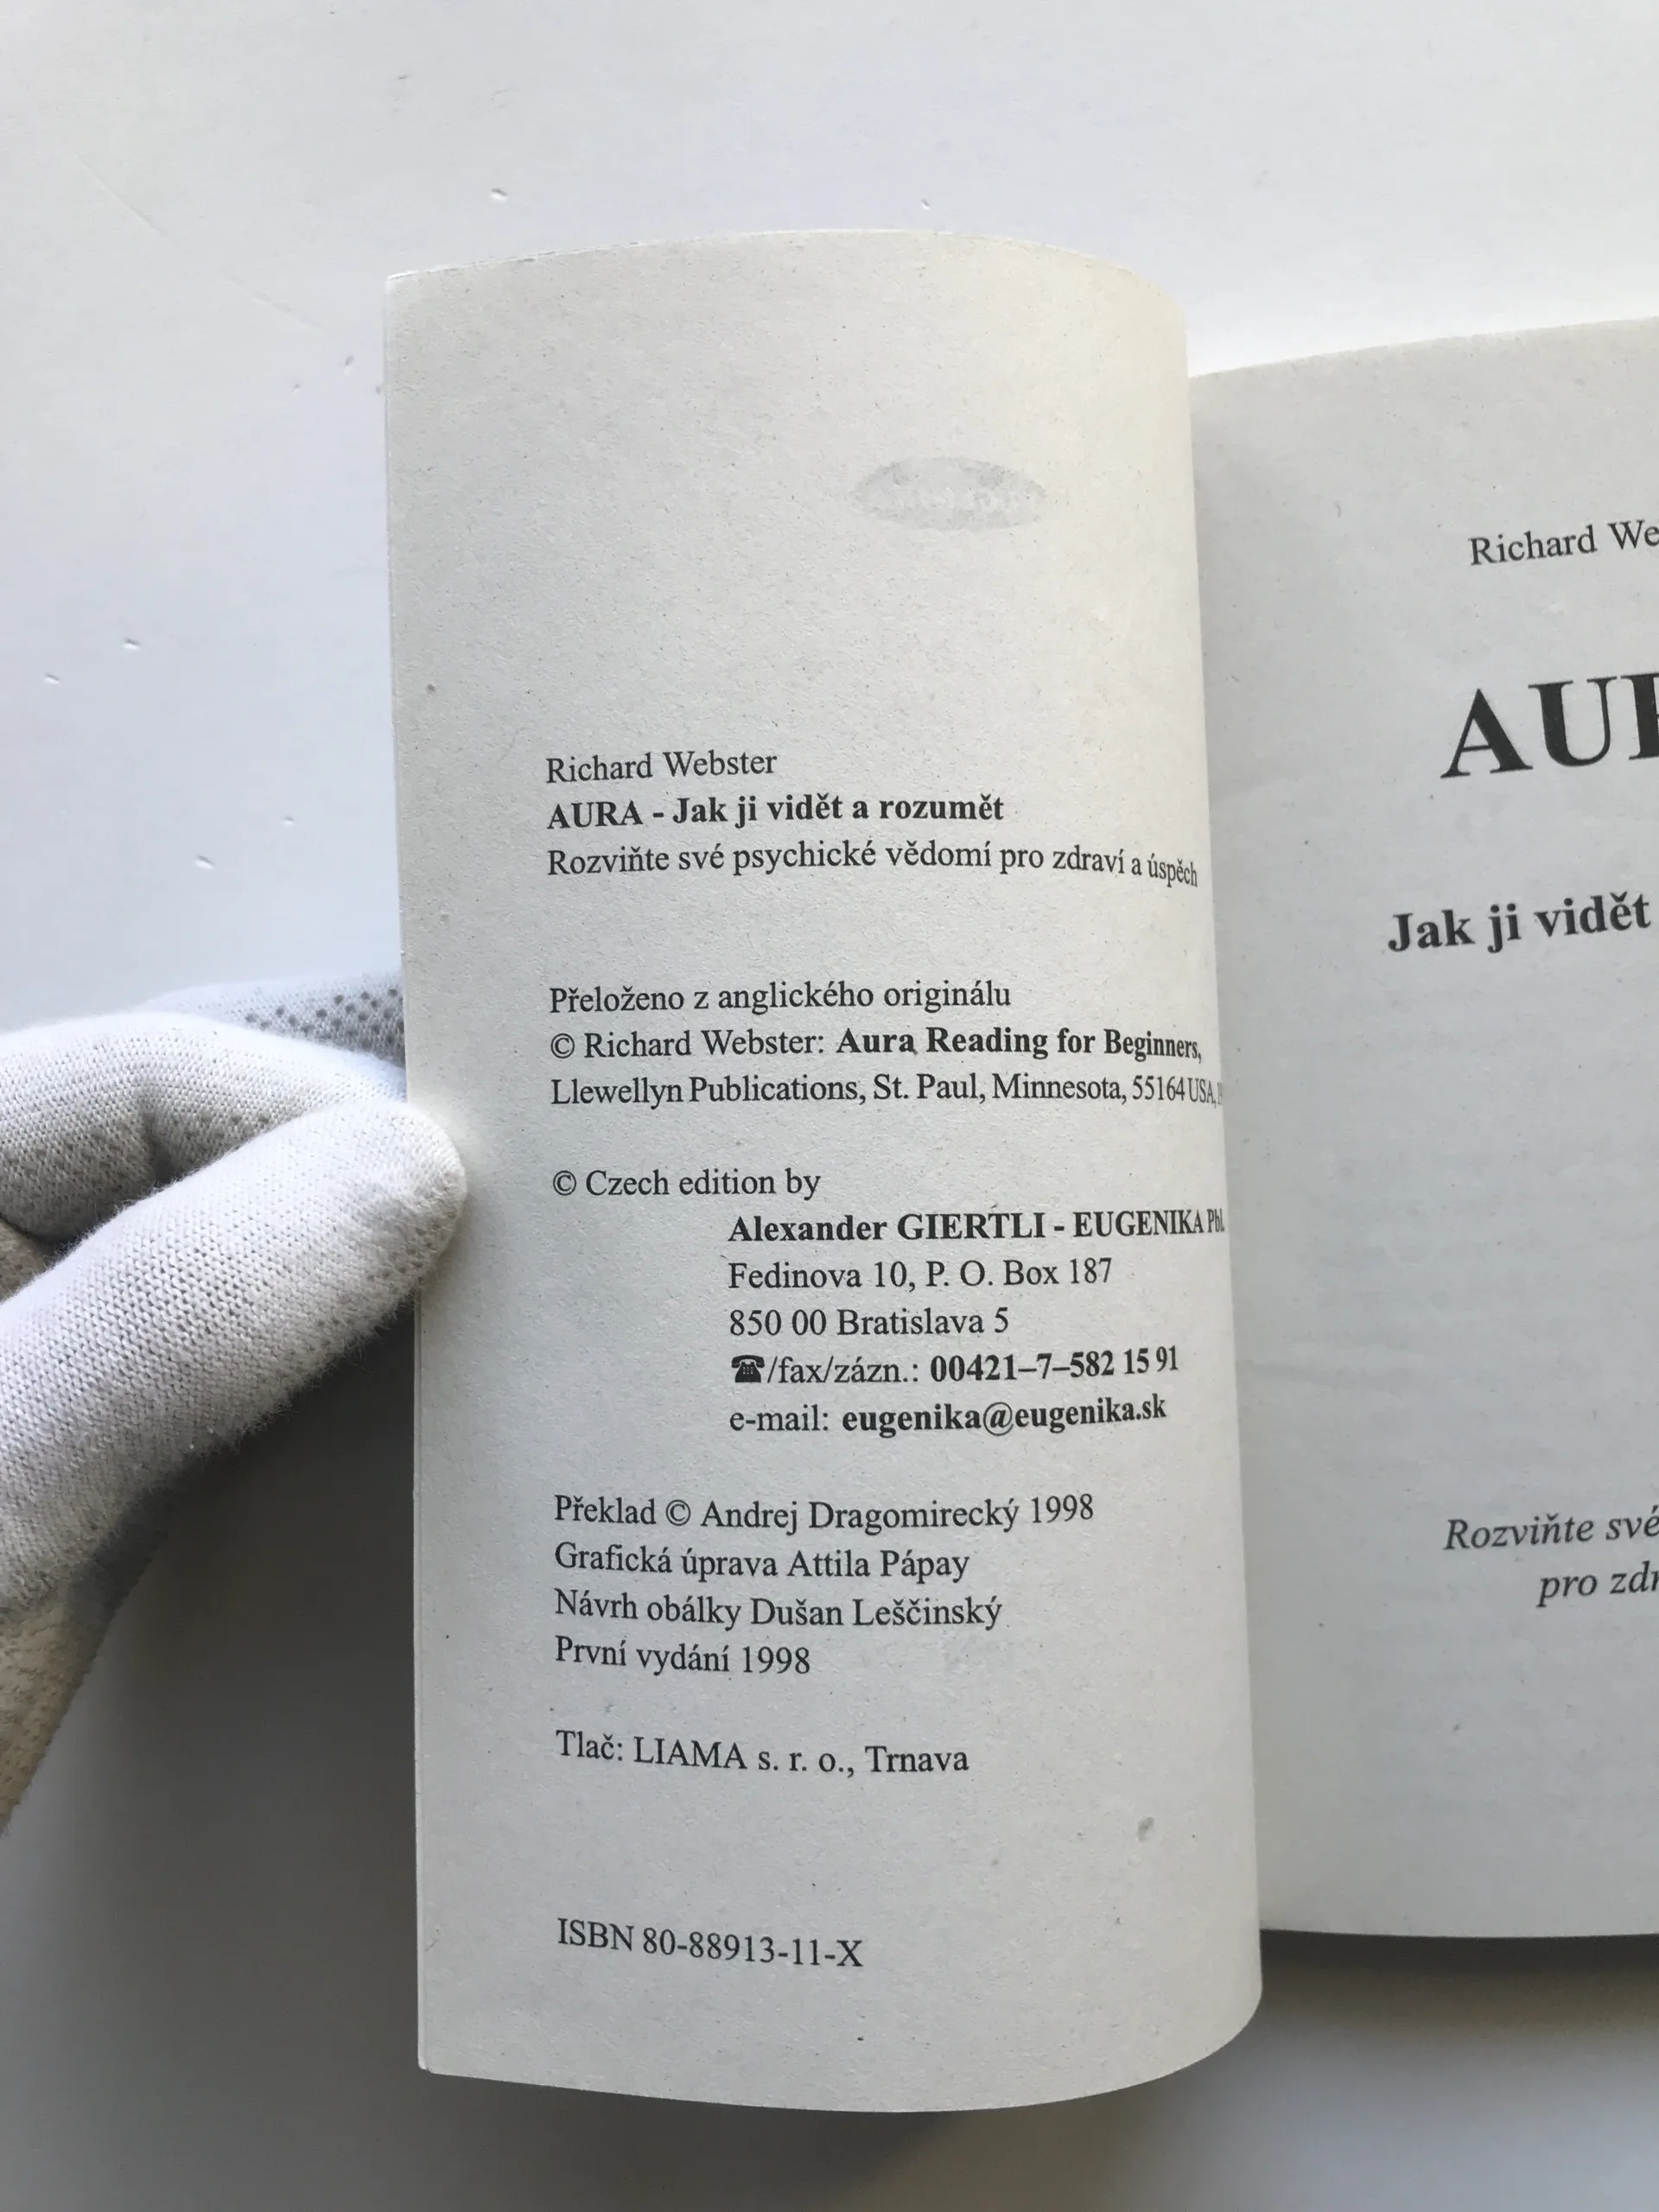 Richard Webster
AURA - Jak ji vidět a rozumět
Rozviňte své psychické vědomí pro zdraví a úspěch
Přeloženo z anglického originálu
© Richard Webster: Aura Reading for Beginners,
Llewellyn Publications, St. Paul, Minnesota, 55164 USA,
© Czech edition by
Alexander GIERTLI - EUGENIKA Pbl.
Fedinova 10, P. O. Box 187
850 00 Bratislava 5
☎/fax/zázn.: 00421–7–582 15 91
e-mail: eugenika@eugenika.sk
Překlad © Andrej Dragomirecký 1998
Grafická úprava Attila Pápay
Návrh obálky Dušan Leščinský
První vydání 1998
Tlač: LIAMA s. r. o., Trnava
ISBN 80-88913-11-X
Richard We
AUR
Jak ji vidět
Rozviňte své
pro zdr